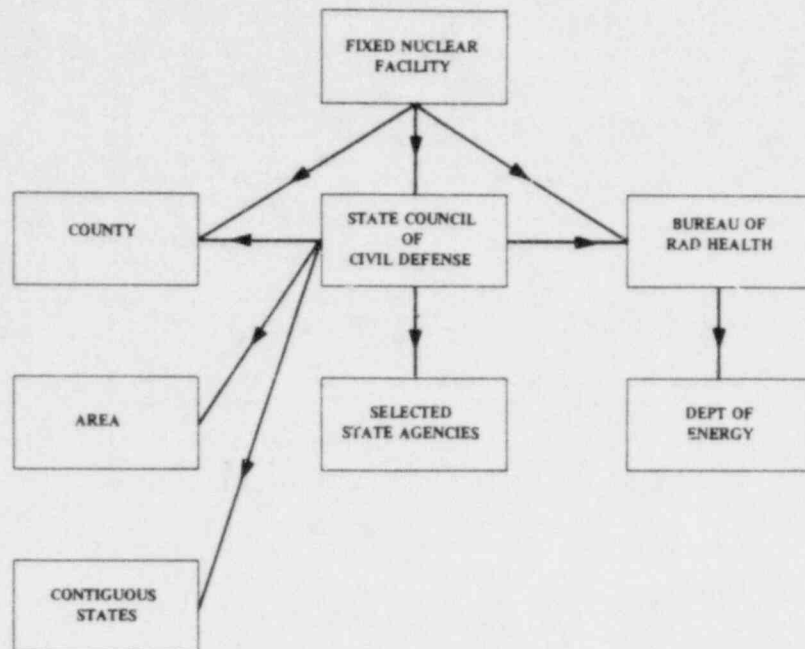 FIXED NUCLEAR
FACILITY
COUNTY
STATE COUNCIL
OF
CIVIL DEFENSE
BUREAU OF
RAD HEALTH
AREA
SELECTED
STATE AGENCIES
DEPT OF
ENERGY
CONTIGUOUS
STATES